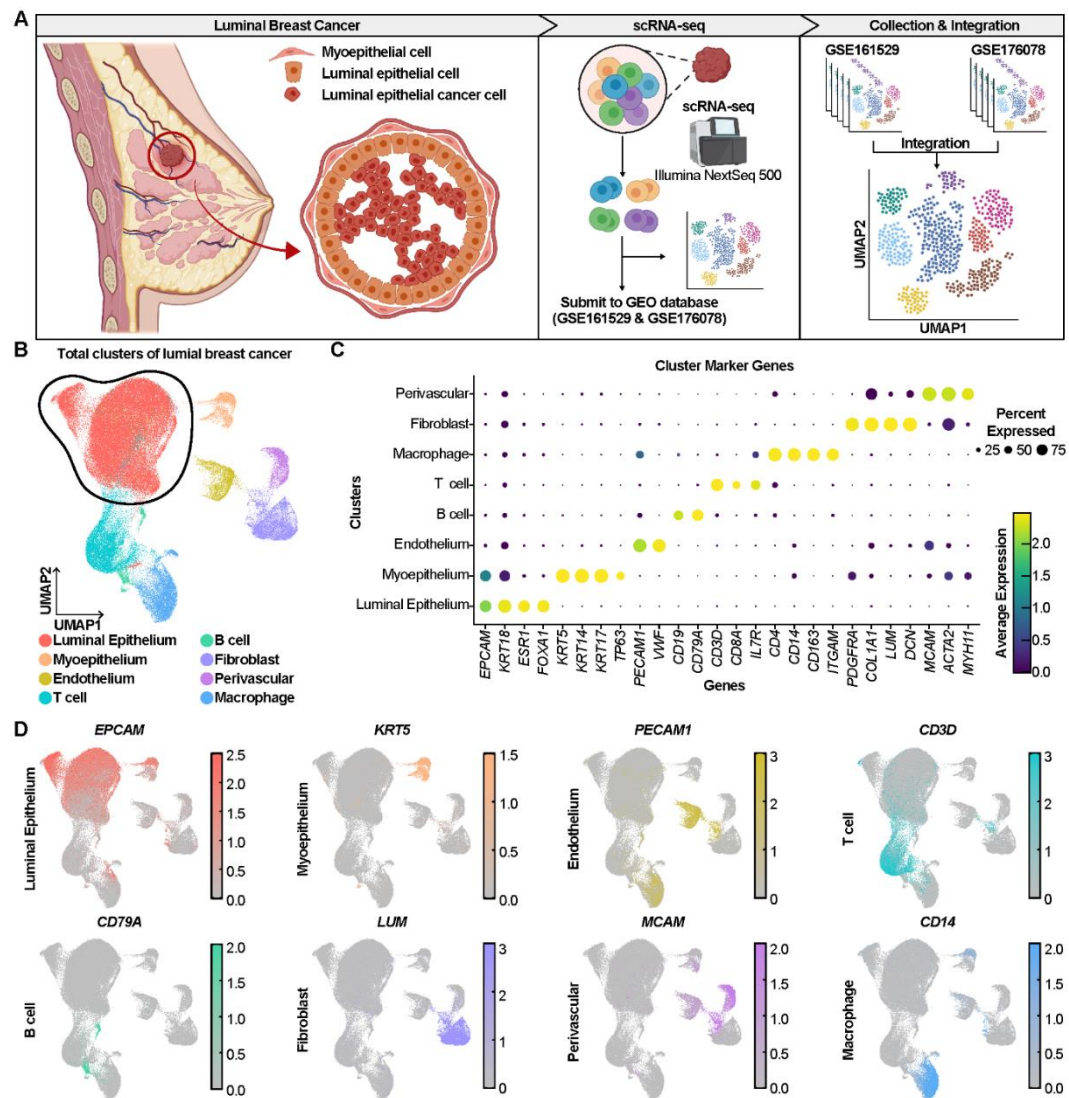 A
Luminal Breast Cancer
scRNA-seq
Collection & Integration
Myoepithelial cell
Luminal epithelial cell
Luminal epithelial cancer cell
scRNA-seq
Illumina NextSeq 500
Submit to GEO database
(GSE161529 & GSE176078)
GSE161529
GSE176078
Integration
UMAP2
UMAP1
B
Total clusters of lumial breast cancer
UMAP2
UMAP1
Luminal Epithelium
Myoepithelium
Endothelium
T cell
B cell
Fibroblast
Perivascular
Macrophage
C
Cluster Marker Genes
Clusters
Perivascular
Fibroblast
Macrophage
T cell
B cell
Endothelium
Myoepithelium
Luminal Epithelium
EPCAM
KRT18
ESR1
FOXA1
KRT5
KRT14
KRT17
TP63
PECAM1
VWF
CD19
CD79A
CD3D
CD8A
IL7R
CD4
CD14
CD163
ITGAM
PDGFRA
COL1A1
LUM
DCN
MCAM
ACTA2
MYH11
Genes
Percent
Expressed
25 50 75
Average Expression
2.0
1.5
1.0
0.5
0.0
D
EPCAM
Luminal Epithelium
2.5
2.0
1.5
1.0
0.5
0.0
KRT5
Myoepithelium
1.5
1.0
0.5
0.0
PECAM1
Endothelium
3
2
1
0
CD3D
T cell
3
2
1
0
CD79A
B cell
2.0
1.5
1.0
0.5
0.0
LUM
Fibroblast
3
2
1
0
MCAM
Perivascular
2.0
1.5
1.0
0.5
0.0
CD14
Macrophage
2.0
1.5
1.0
0.5
0.0